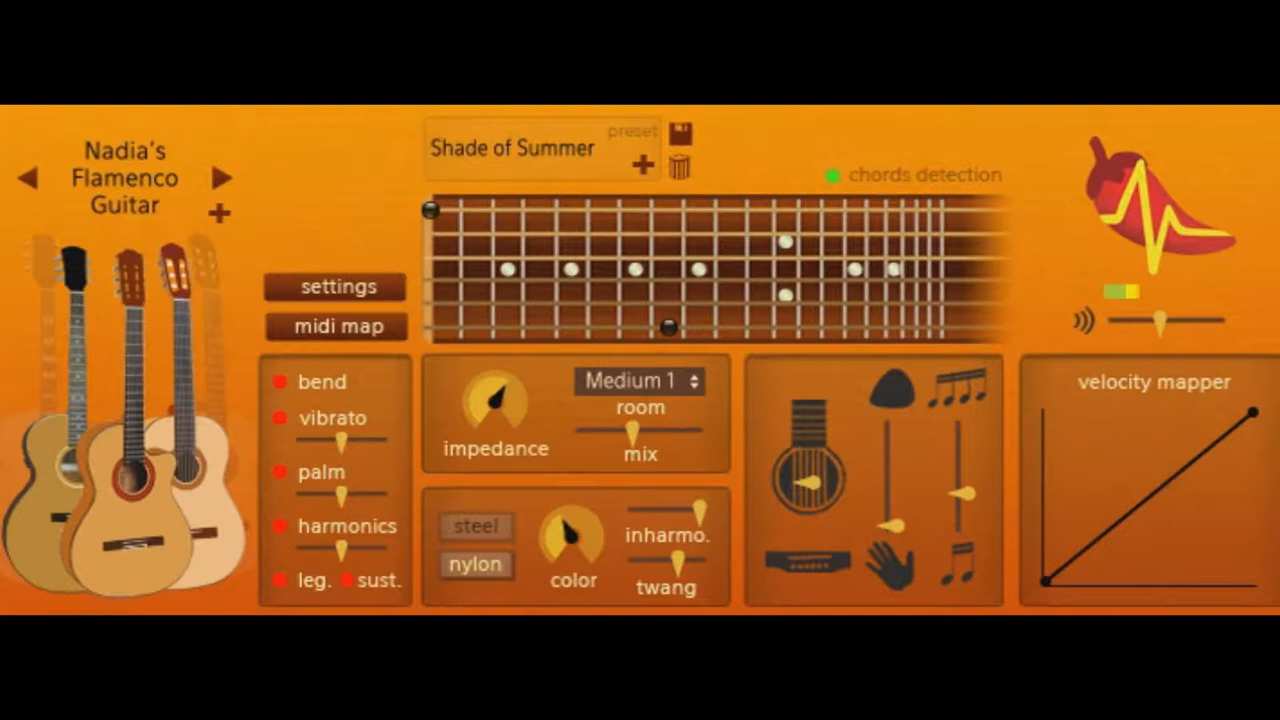 Nadia's
Flamenco
Guitar
preset
Shade of Summer
chords detection
settings
midi map
bend
vibrato
palm
harmonics
leg. sust.
Medium 1
room
impedance
mix
steel
nylon
color
inharmo.
twang
velocity mapper